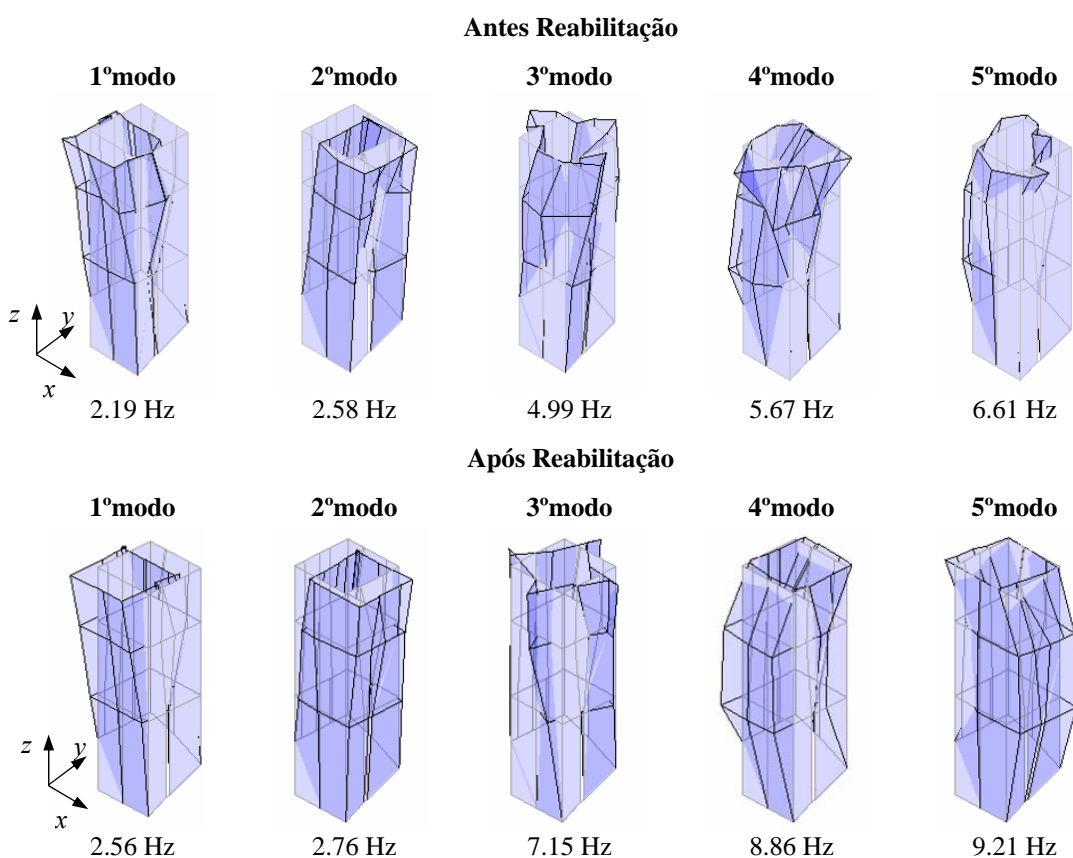 Antes Reabilitação
1ºmodo 2ºmodo 3ºmodo 4ºmodo 5ºmodo
z y x
2.19 Hz 2.58 Hz 4.99 Hz 5.67 Hz 6.61 Hz
Após Reabilitação
1ºmodo 2ºmodo 3ºmodo 4ºmodo 5ºmodo
z y x
2.56 Hz 2.76 Hz 7.15 Hz 8.86 Hz 9.21 Hz